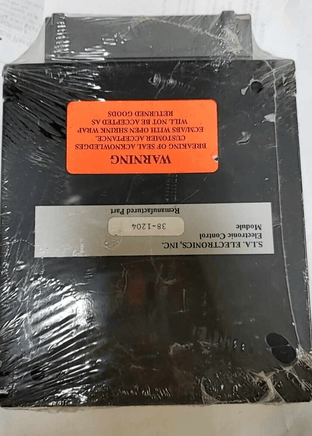 S.I.A. ELECTRONICS, INC.
Electronic Control
Module
38-1204
Remanufactured Part
WARNING
BREAKING OF SEAL ACKNOWLEDGES
CUSTOMER ACCEPTANCE.
ECM/ABS WITH OPEN SHRINK WRAP
WILL NOT BE ACCEPTED AS
RETURNED GOODS